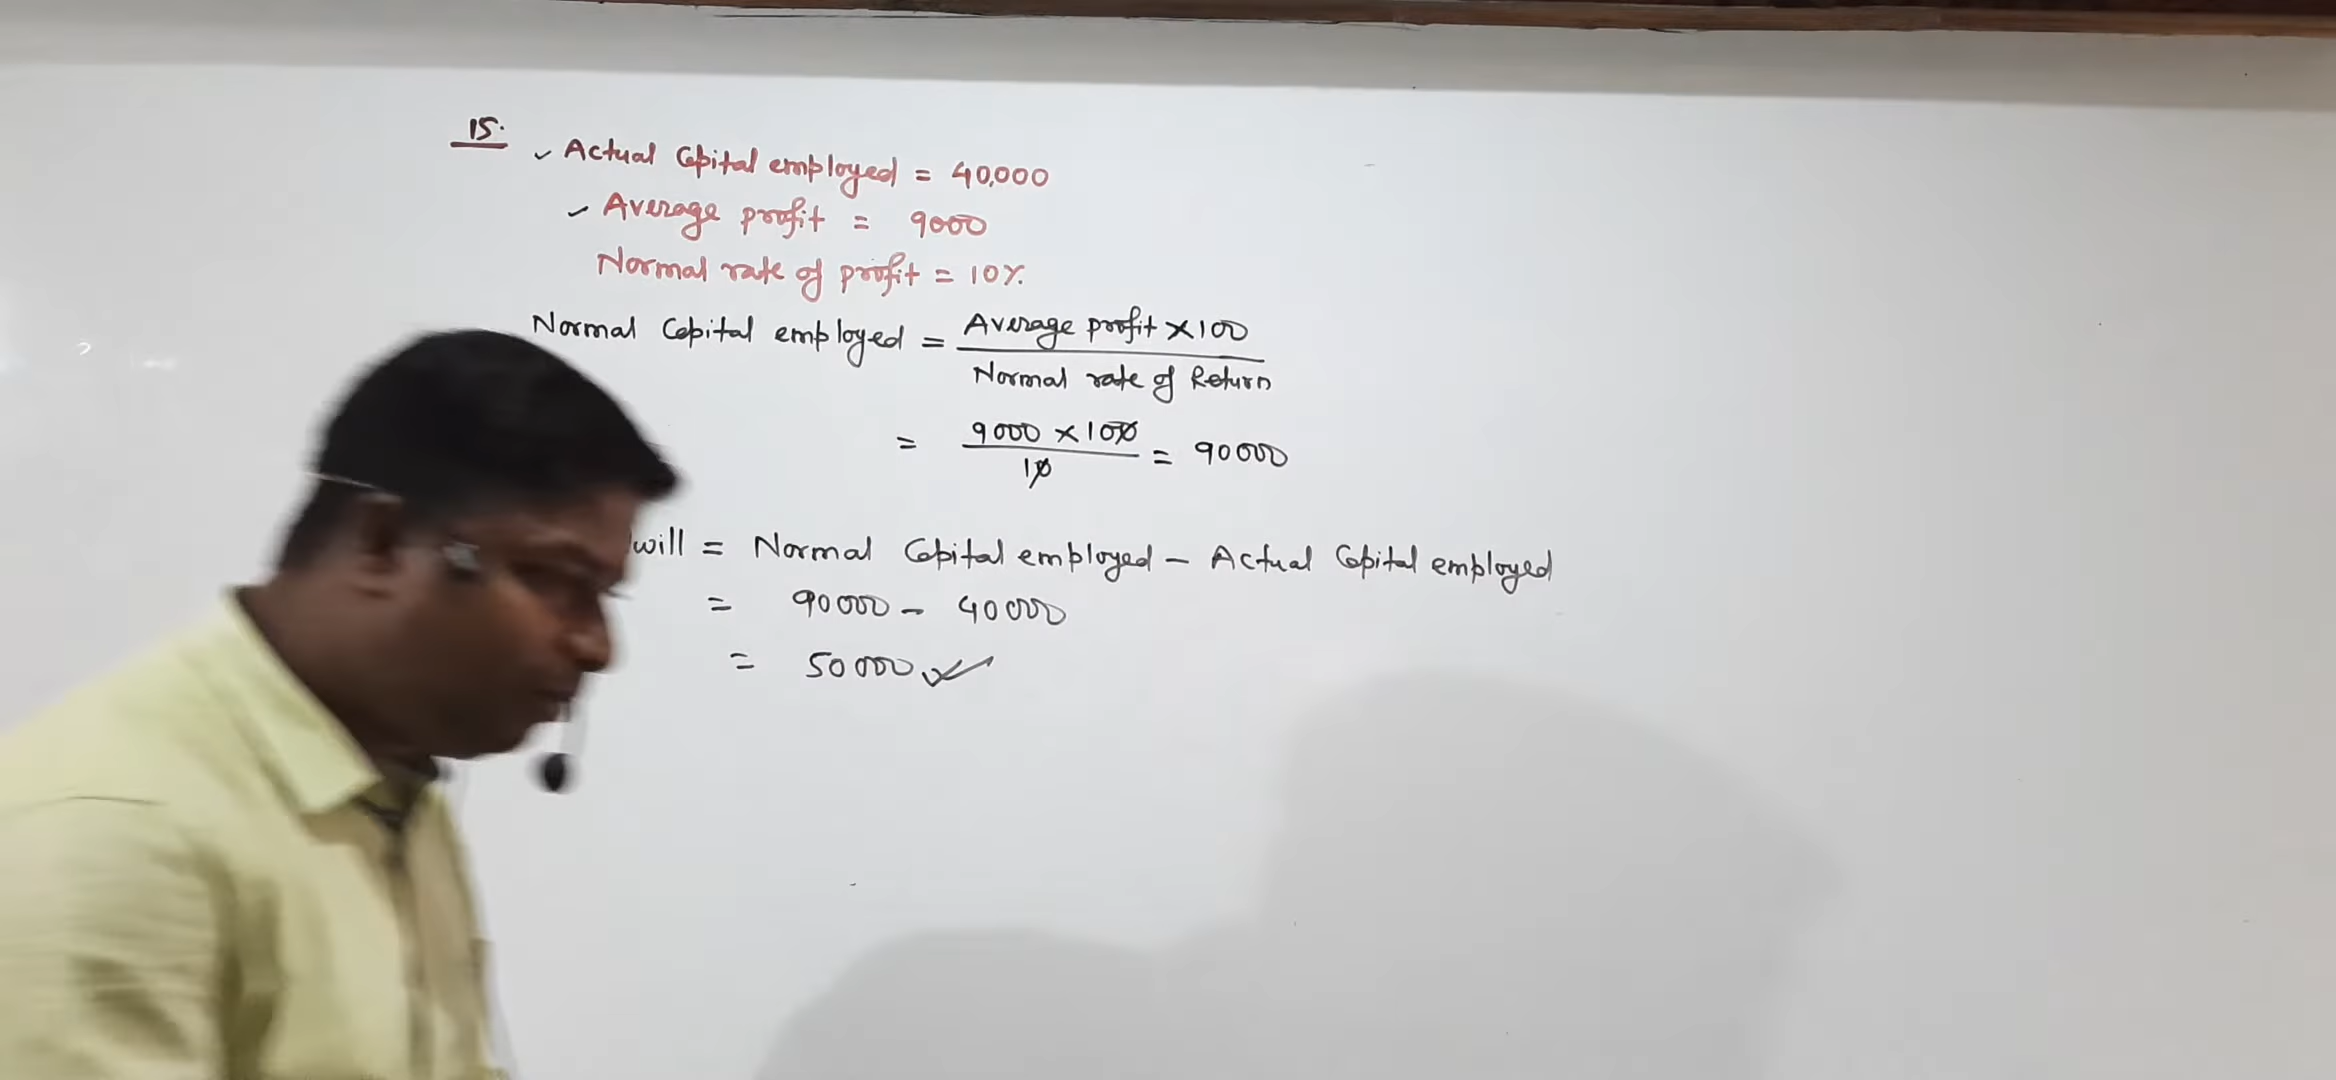 15.
Actual Capital employed = 40,000
Average profit = 9000
Normal rate of profit = 10%.
Normal Capital employed = Average profit × 100
Normal rate of Return
= 9000 × 100
10
= 90000
will = Normal Capital employed - Actual Capital employed
= 90000 - 40000
= 50000